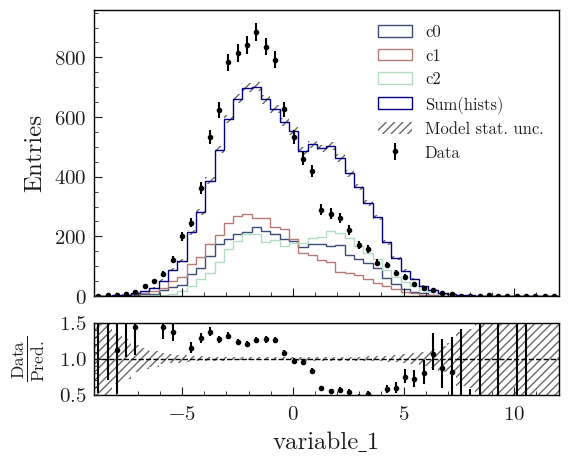 Entries
800
600
400
200
0
c0
c1
c2
Sum(hists)
Model stat. unc.
Data
Data
Pred.
1.5
1.0
0.5
−5
0
5
10
variable_1